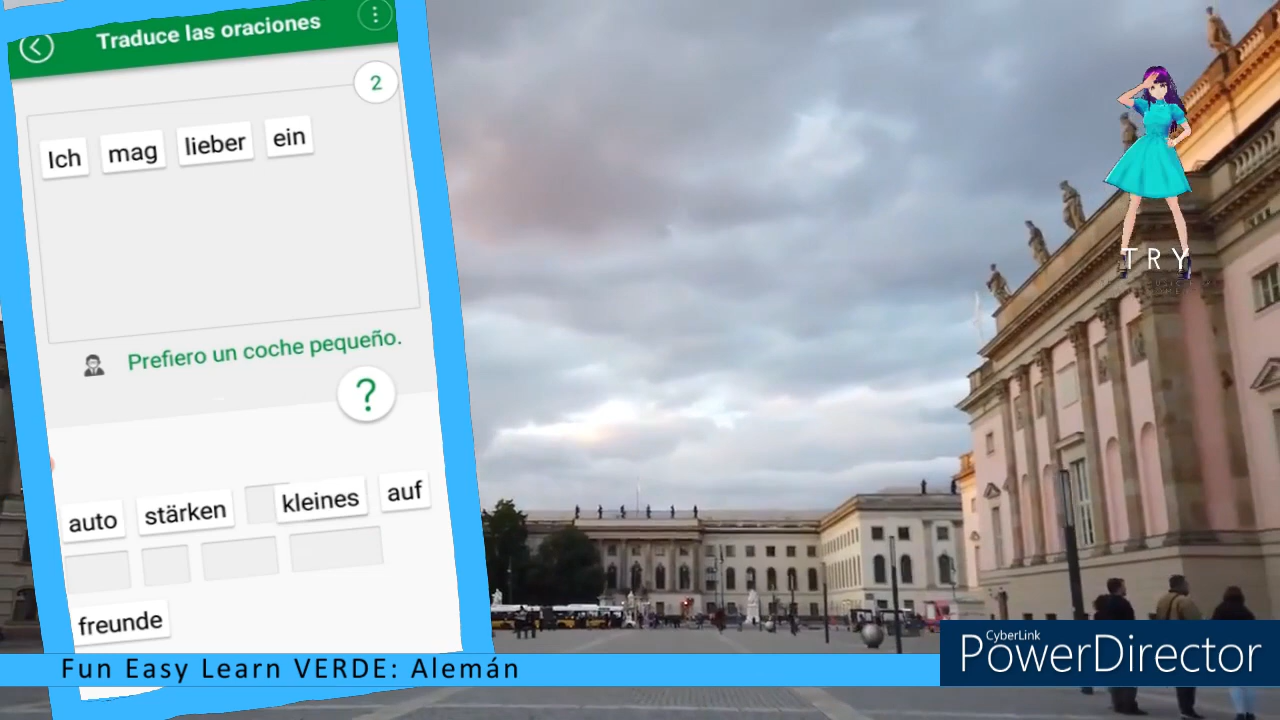 Traduce las oraciones
2
Ich mag lieber ein
Prefiero un coche pequeño.
?
auto stärken kleines auf
freunde
TRY
Fun Easy Learn VERDE: Alemán
CyberLink
PowerDirector